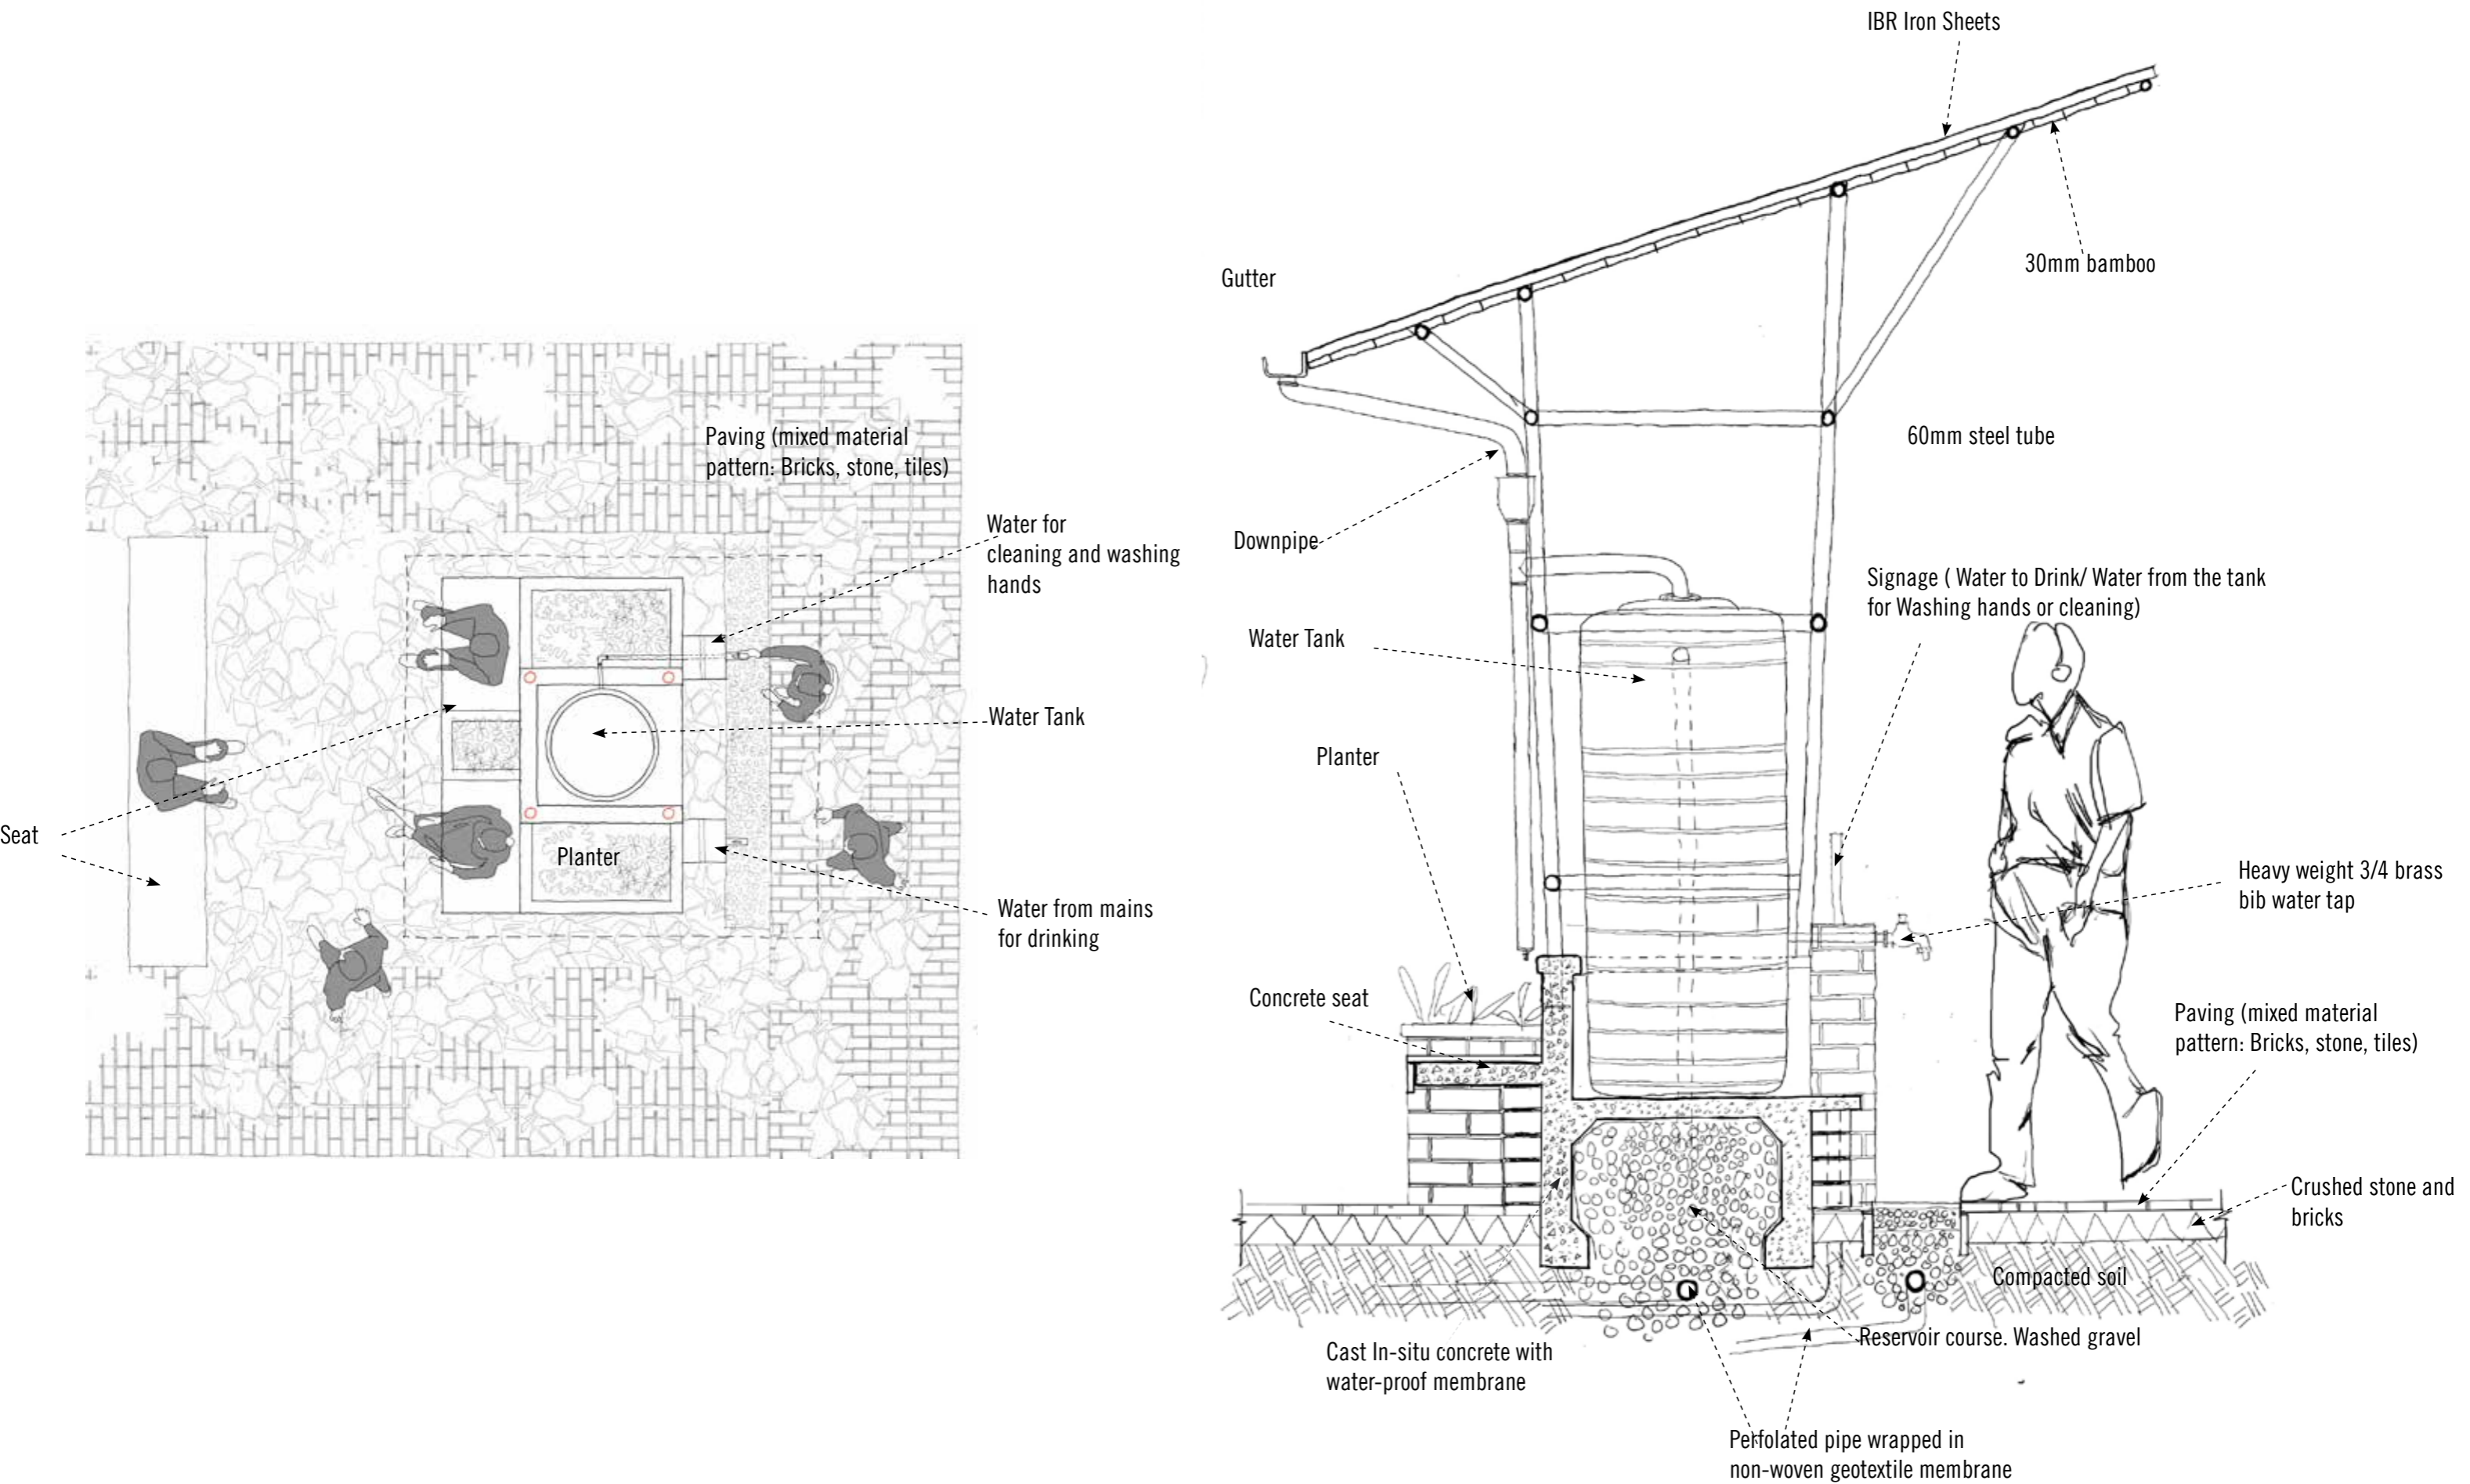 Paving (mixed material
pattern: Bricks, stone, tiles)
Water for
cleaning and washing
hands
Water Tank
Seat
Planter
Water from mains
for drinking
IBR Iron Sheets
30mm bamboo
Gutter
60mm steel tube
Downpipe
Signage ( Water to Drink/ Water from the tank
for Washing hands or cleaning)
Water Tank
Planter
Heavy weight 3/4 brass
bib water tap
Concrete seat
Paving (mixed material
pattern: Bricks, stone, tiles)
Crushed stone and
bricks
Compacted soil
Reservoir course. Washed gravel
Cast In-situ concrete with
water-proof membrane
Perfolated pipe wrapped in
non-woven geotextile membrane